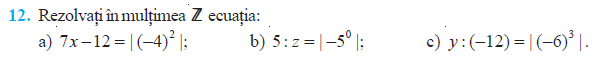 12. Rezolvați în mulțimea ℤ ecuația:
a) 7x−12=|(−4)²|; b) 5:z=|−5⁰|; c) y:(−12)=|(−6)³|.